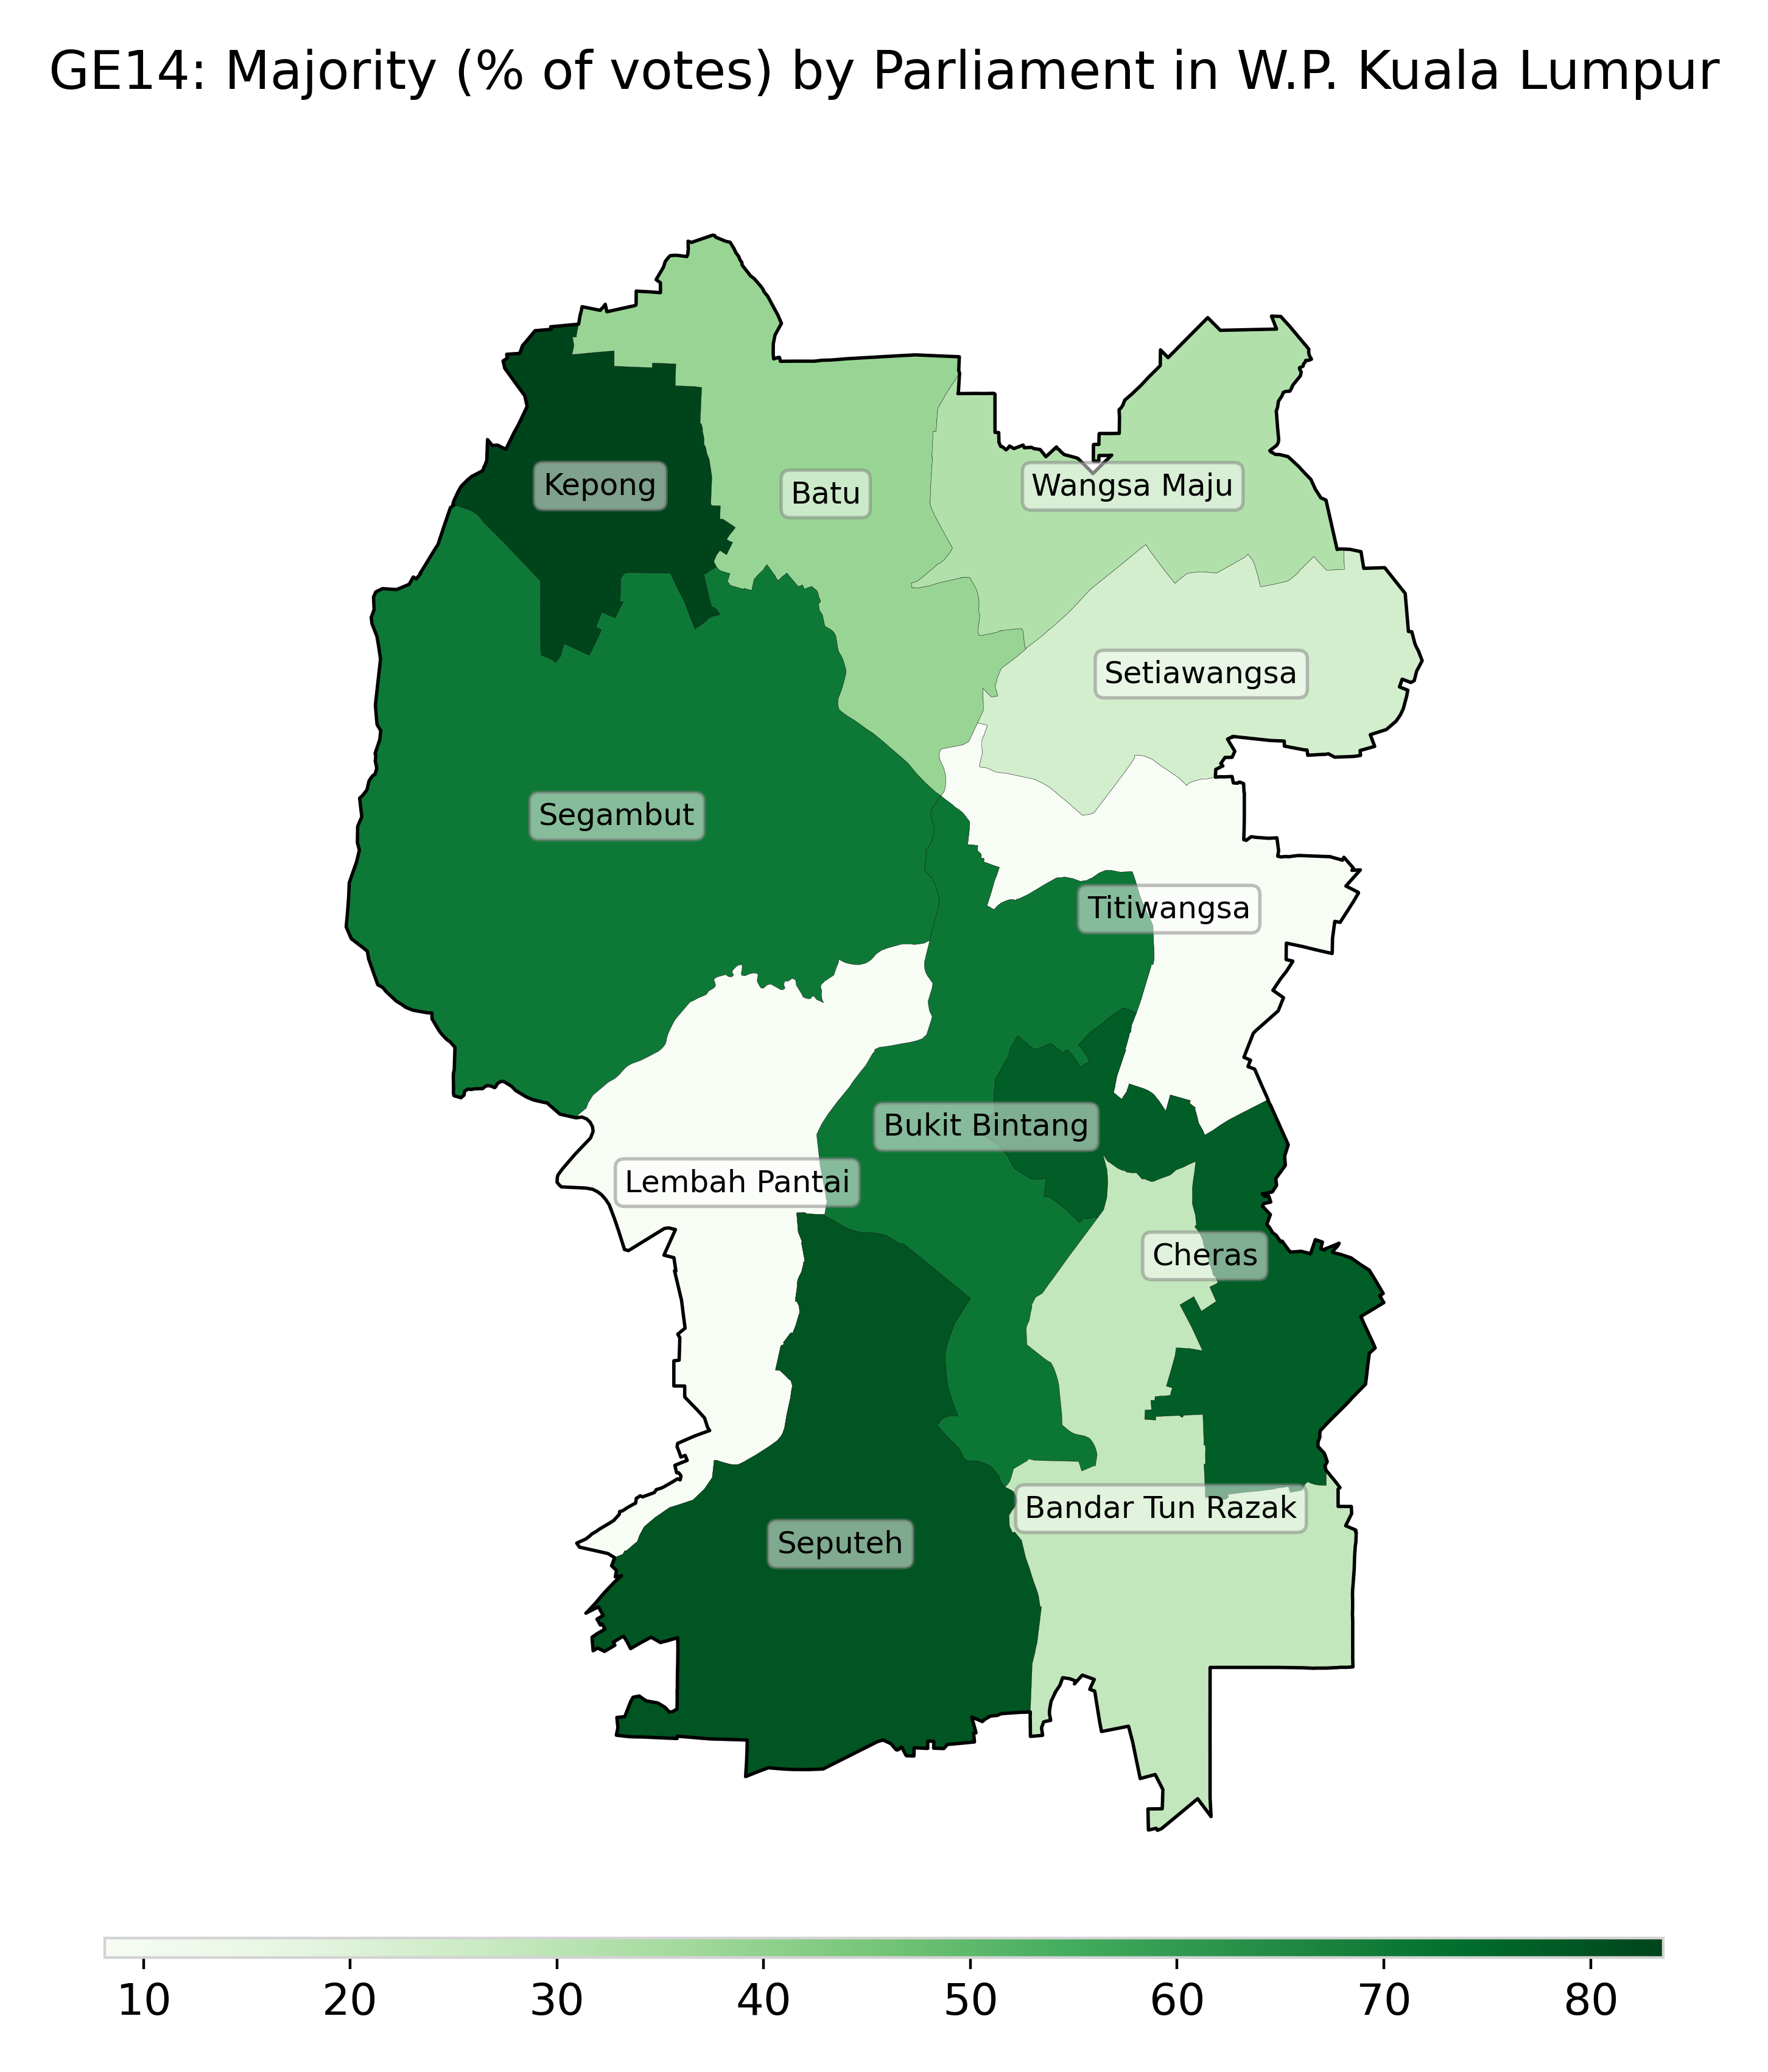 GE14: Majority (% of votes) by Parliament in W.P. Kuala Lumpur
Kepong
Batu
Wangsa Maju
Setiawangsa
Segambut
Titiwangsa
Bukit Bintang
Lembah Pantai
Cheras
Bandar Tun Razak
Seputeh
10 20 30 40 50 60 70 80